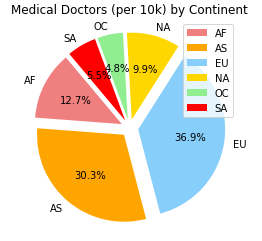 Medical Doctors (per 10k) by Continent
OC
NA
SA
AF
EU
AS
4.8%
9.9%
5.5%
12.7%
36.9%
30.3%
AF
AS
EU
NA
OC
SA